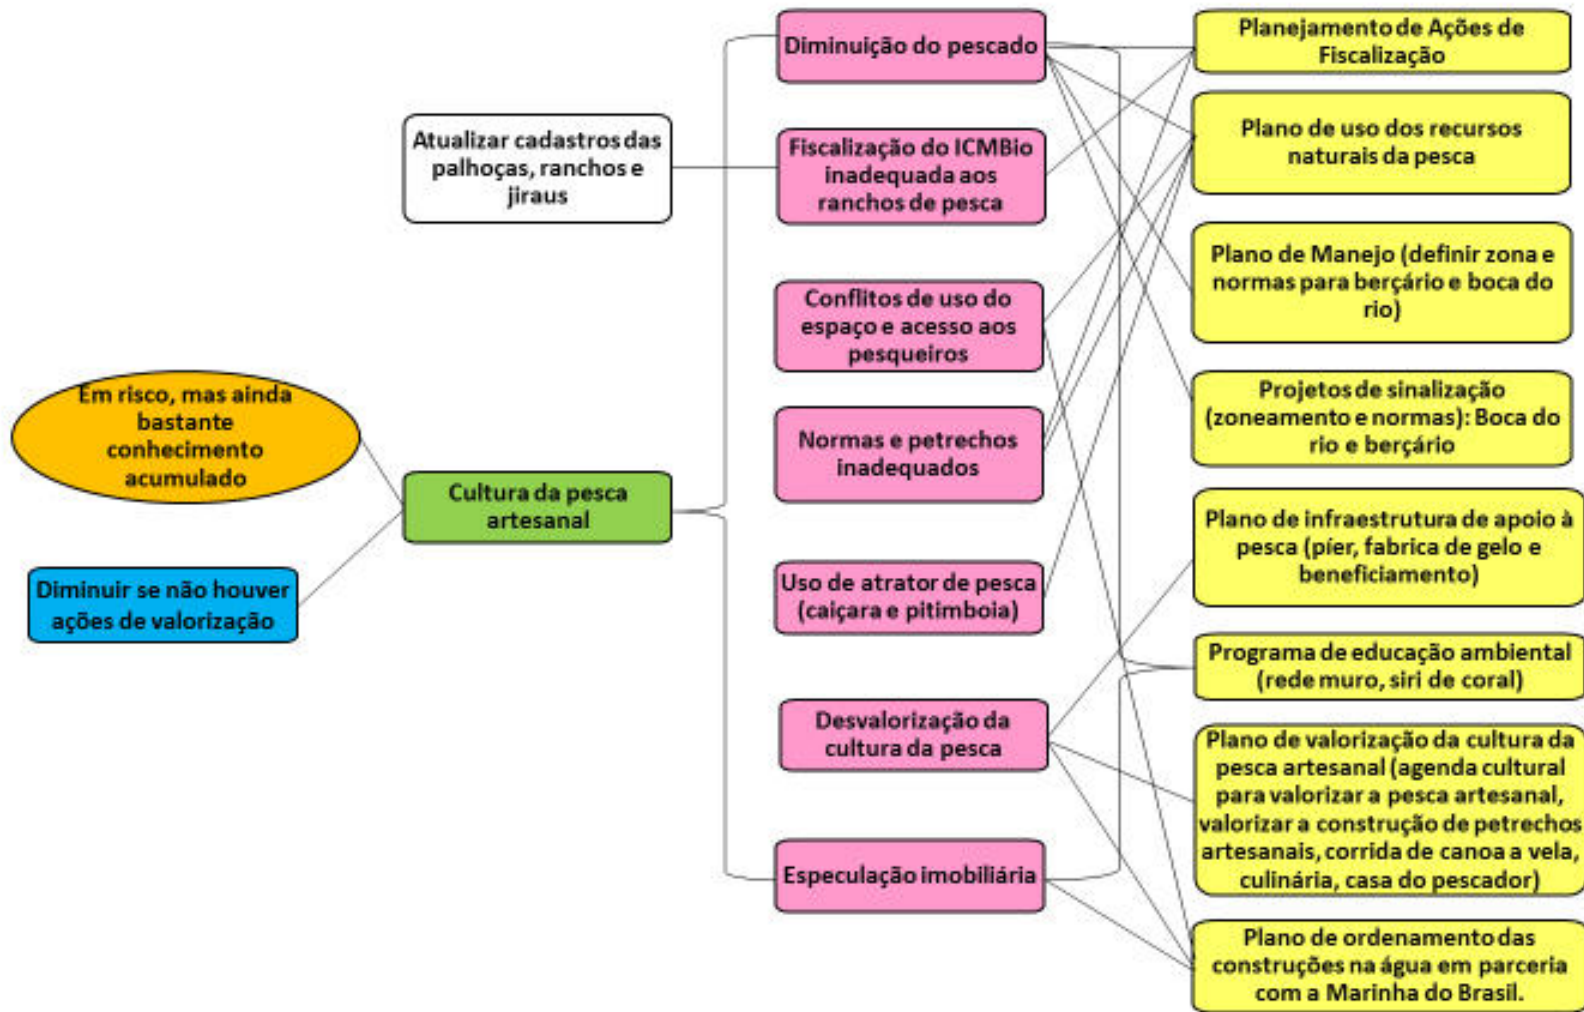 Em risco, mas ainda
bastante
conhecimento
acumulado
Diminuir se não houver
ações de valorização
Atualizar cadastros das
palhoças, ranchos e
jiraus
Cultura da pesca
artesanal
Diminuição do pescado
Fiscalização do ICMBio
inadequada aos
ranchos de pesca
Conflitos de uso do
espaço e acesso aos
pesqueiros
Normas e petrechos
inadequados
Uso de atrator de pesca
(caiçara e pitimboia)
Desvalorização da
cultura da pesca
Especulação imobiliária
Planejamento de Ações de
Fiscalização
Plano de uso dos recursos
naturais da pesca
Plano de Manejo (definir zona e
normas para berçário e boca do
rio)
Projetos de sinalização
(zoneamento e normas): Boca do
rio e berçário
Plano de infraestrutura de apoio à
pesca (píer, fabrica de gelo e
beneficiamento)
Programa de educação ambiental
(rede muro, siri de coral)
Plano de valorização da cultura da
pesca artesanal (agenda cultural
para valorizar a pesca artesanal,
valorizar a construção de petrechos
artesanais, corrida de canoa a vela,
culinária, casa do pescador)
Plano de ordenamento das
construções na água em parceria
com a Marinha do Brasil.